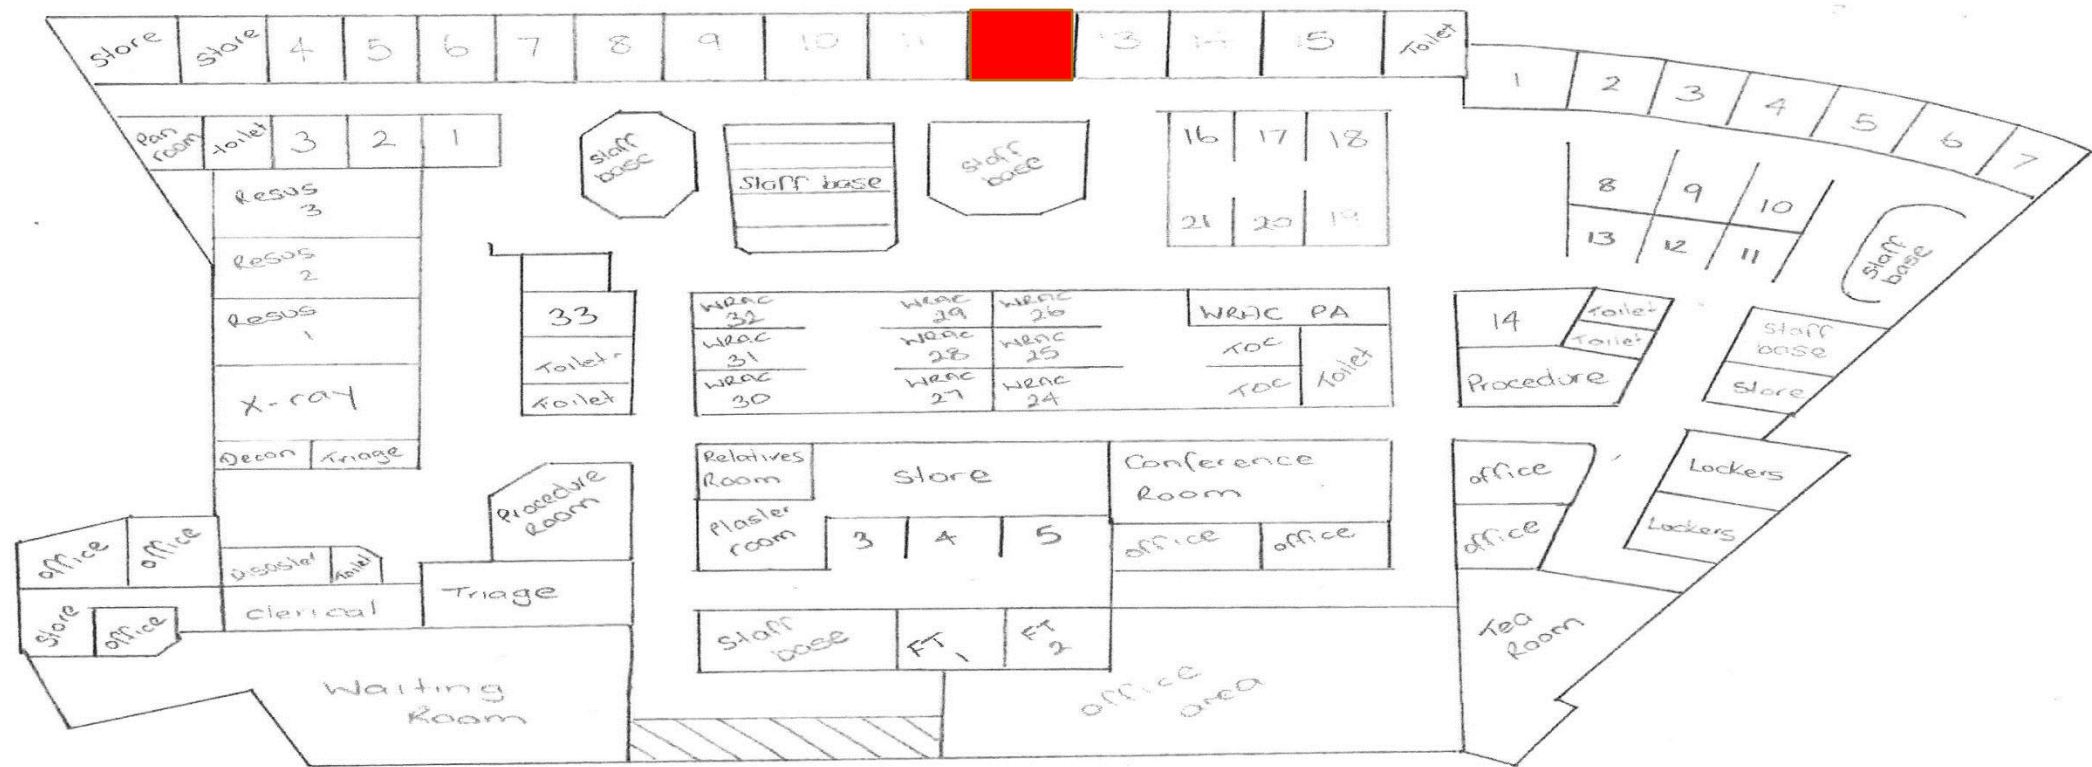 Store
Store
4
5
6
7
8
9
10
11
13
14
15
Toilet
1
2
3
4
5
6
7
Pan
room
toilet
3
2
1
Staff
base
Staff base
Staff
base
16
17
18
21
20
19
8
9
10
13
12
11
Staff
base
Resus
3
Resus
2
Resus
1
X-ray
Decon
Triage
33
Toilet
Toilet
WRAC
32
WRAC
29
WRAC
26
WRAC
31
WRAC
28
WRAC
25
WRAC
30
WRAC
27
WRAC
24
WRAC PA
TOC
TOC
Toilet
14
Toilet
Toilet
Procedure
Staff
base
Store
Procedure
Room
Relatives
Room
Store
Conference
Room
Plaster
room
3
4
5
office
office
office
office
Lockers
Lockers
office
office
Disaster
Toilet
Clerical
Triage
Store
office
Staff
base
FT
1
FT
2
Tea
Room
Waiting
Room
office
area